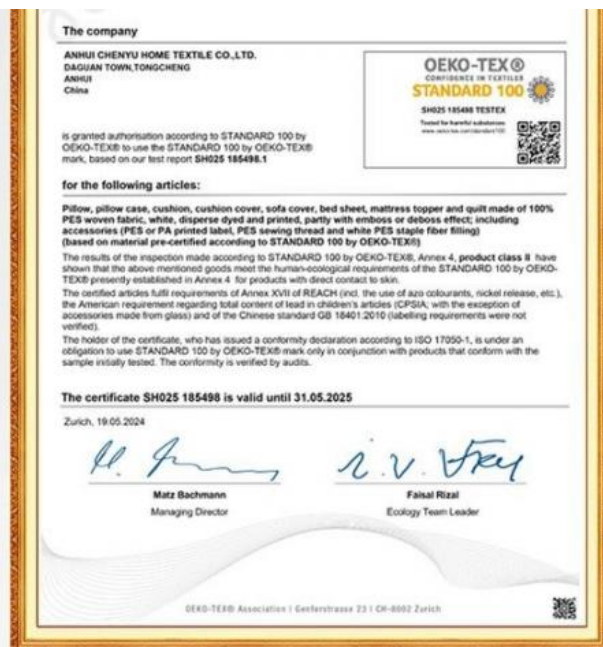 The company
ANHUI CHENYU HOME TEXTILE CO.,LTD.
DAGUAN TOWN,TONGCHENG
ANHUI
China
OEKO-TEX®
CONFIDENCE IN TEXTILES
STANDARD 100
SH025 185498 TESTEX
Tested for harmful substances
www.oeko-tex.com/standard100
is granted authorisation according to STANDARD 100 by
OEKO-TEX® to use the STANDARD 100 by OEKO-TEX®
mark, based on our test report SH025 185498.1
for the following articles:
Pillow, pillow case, cushion, cushion cover, sofa cover, bed sheet, mattress topper and quilt made of 100%
PES woven fabric, white, disperse dyed and printed, partly with emboss or deboss effect; including
accessories (PES or PA printed label, PES sewing thread and white PES staple fiber filling)
(based on material pre-certified according to STANDARD 100 by OEKO-TEX®)
The results of the inspection made according to STANDARD 100 by OEKO-TEX®, Annex 4, product class II have
shown that the above mentioned goods meet the human-ecological requirements of the STANDARD 100 by OEKO-
TEX® presently established in Annex 4 for products with direct contact to skin.
The certified articles fulfil requirements of Annex XVII of REACH (incl. the use of azo colourants, nickel release, etc.),
the American requirement regarding total content of lead in children's articles (CPSIA; with the exception of
accessories made from glass) and of the Chinese standard GB 18401:2010 (labelling requirements were not
verified).
The holder of the certificate, who has issued a conformity declaration according to ISO 17050-1, is under an
obligation to use STANDARD 100 by OEKO-TEX® mark only in conjunction with products that conform with the
sample initially tested. The conformity is verified by audits.
The certificate SH025 185498 is valid until 31.05.2025
Zurich, 19.05.2024
Matz Bachmann
Managing Director
Faisal Rizal
Ecology Team Leader
OEKO-TEX® Association | Genferstrasse 23 | CH-8002 Zurich